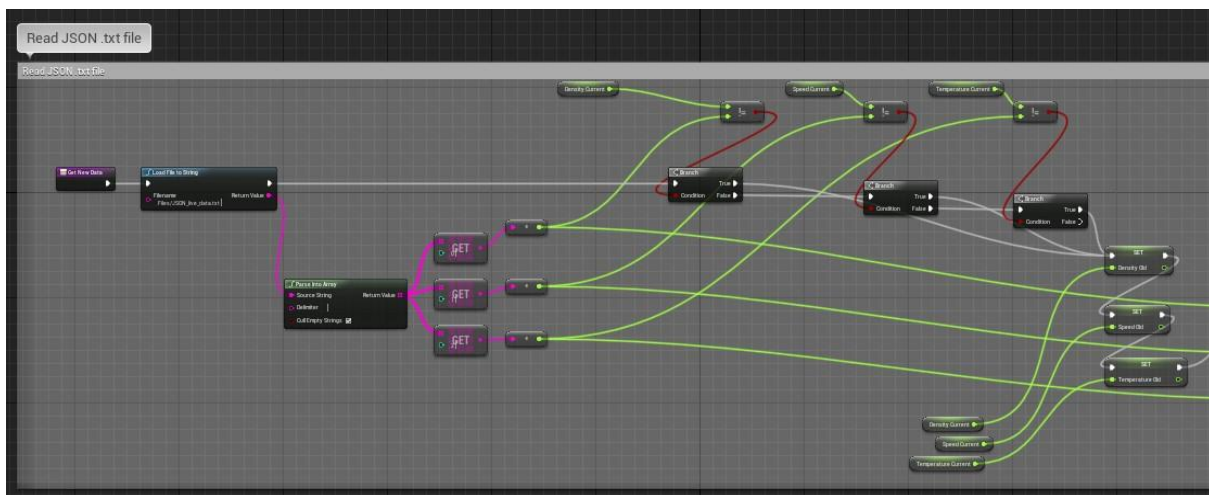 Read JSON .txt file
Read JSON .txt file
Density Current
Speed Current
Temperature Current
!=
!=
!=
Get New Data
Load File to String
Filename
Return Value
Files/JSON_live_data.txt
Branch
True
Condition
False
Branch
True
Condition
False
Branch
True
Condition
False
GET
GET
GET
Parse Into Array
Source String
Return Value
Delimiter
Cull Empty Strings
SET
Density Old
SET
Speed Old
SET
Temperature Old
Density Current
Speed Current
Temperature Current